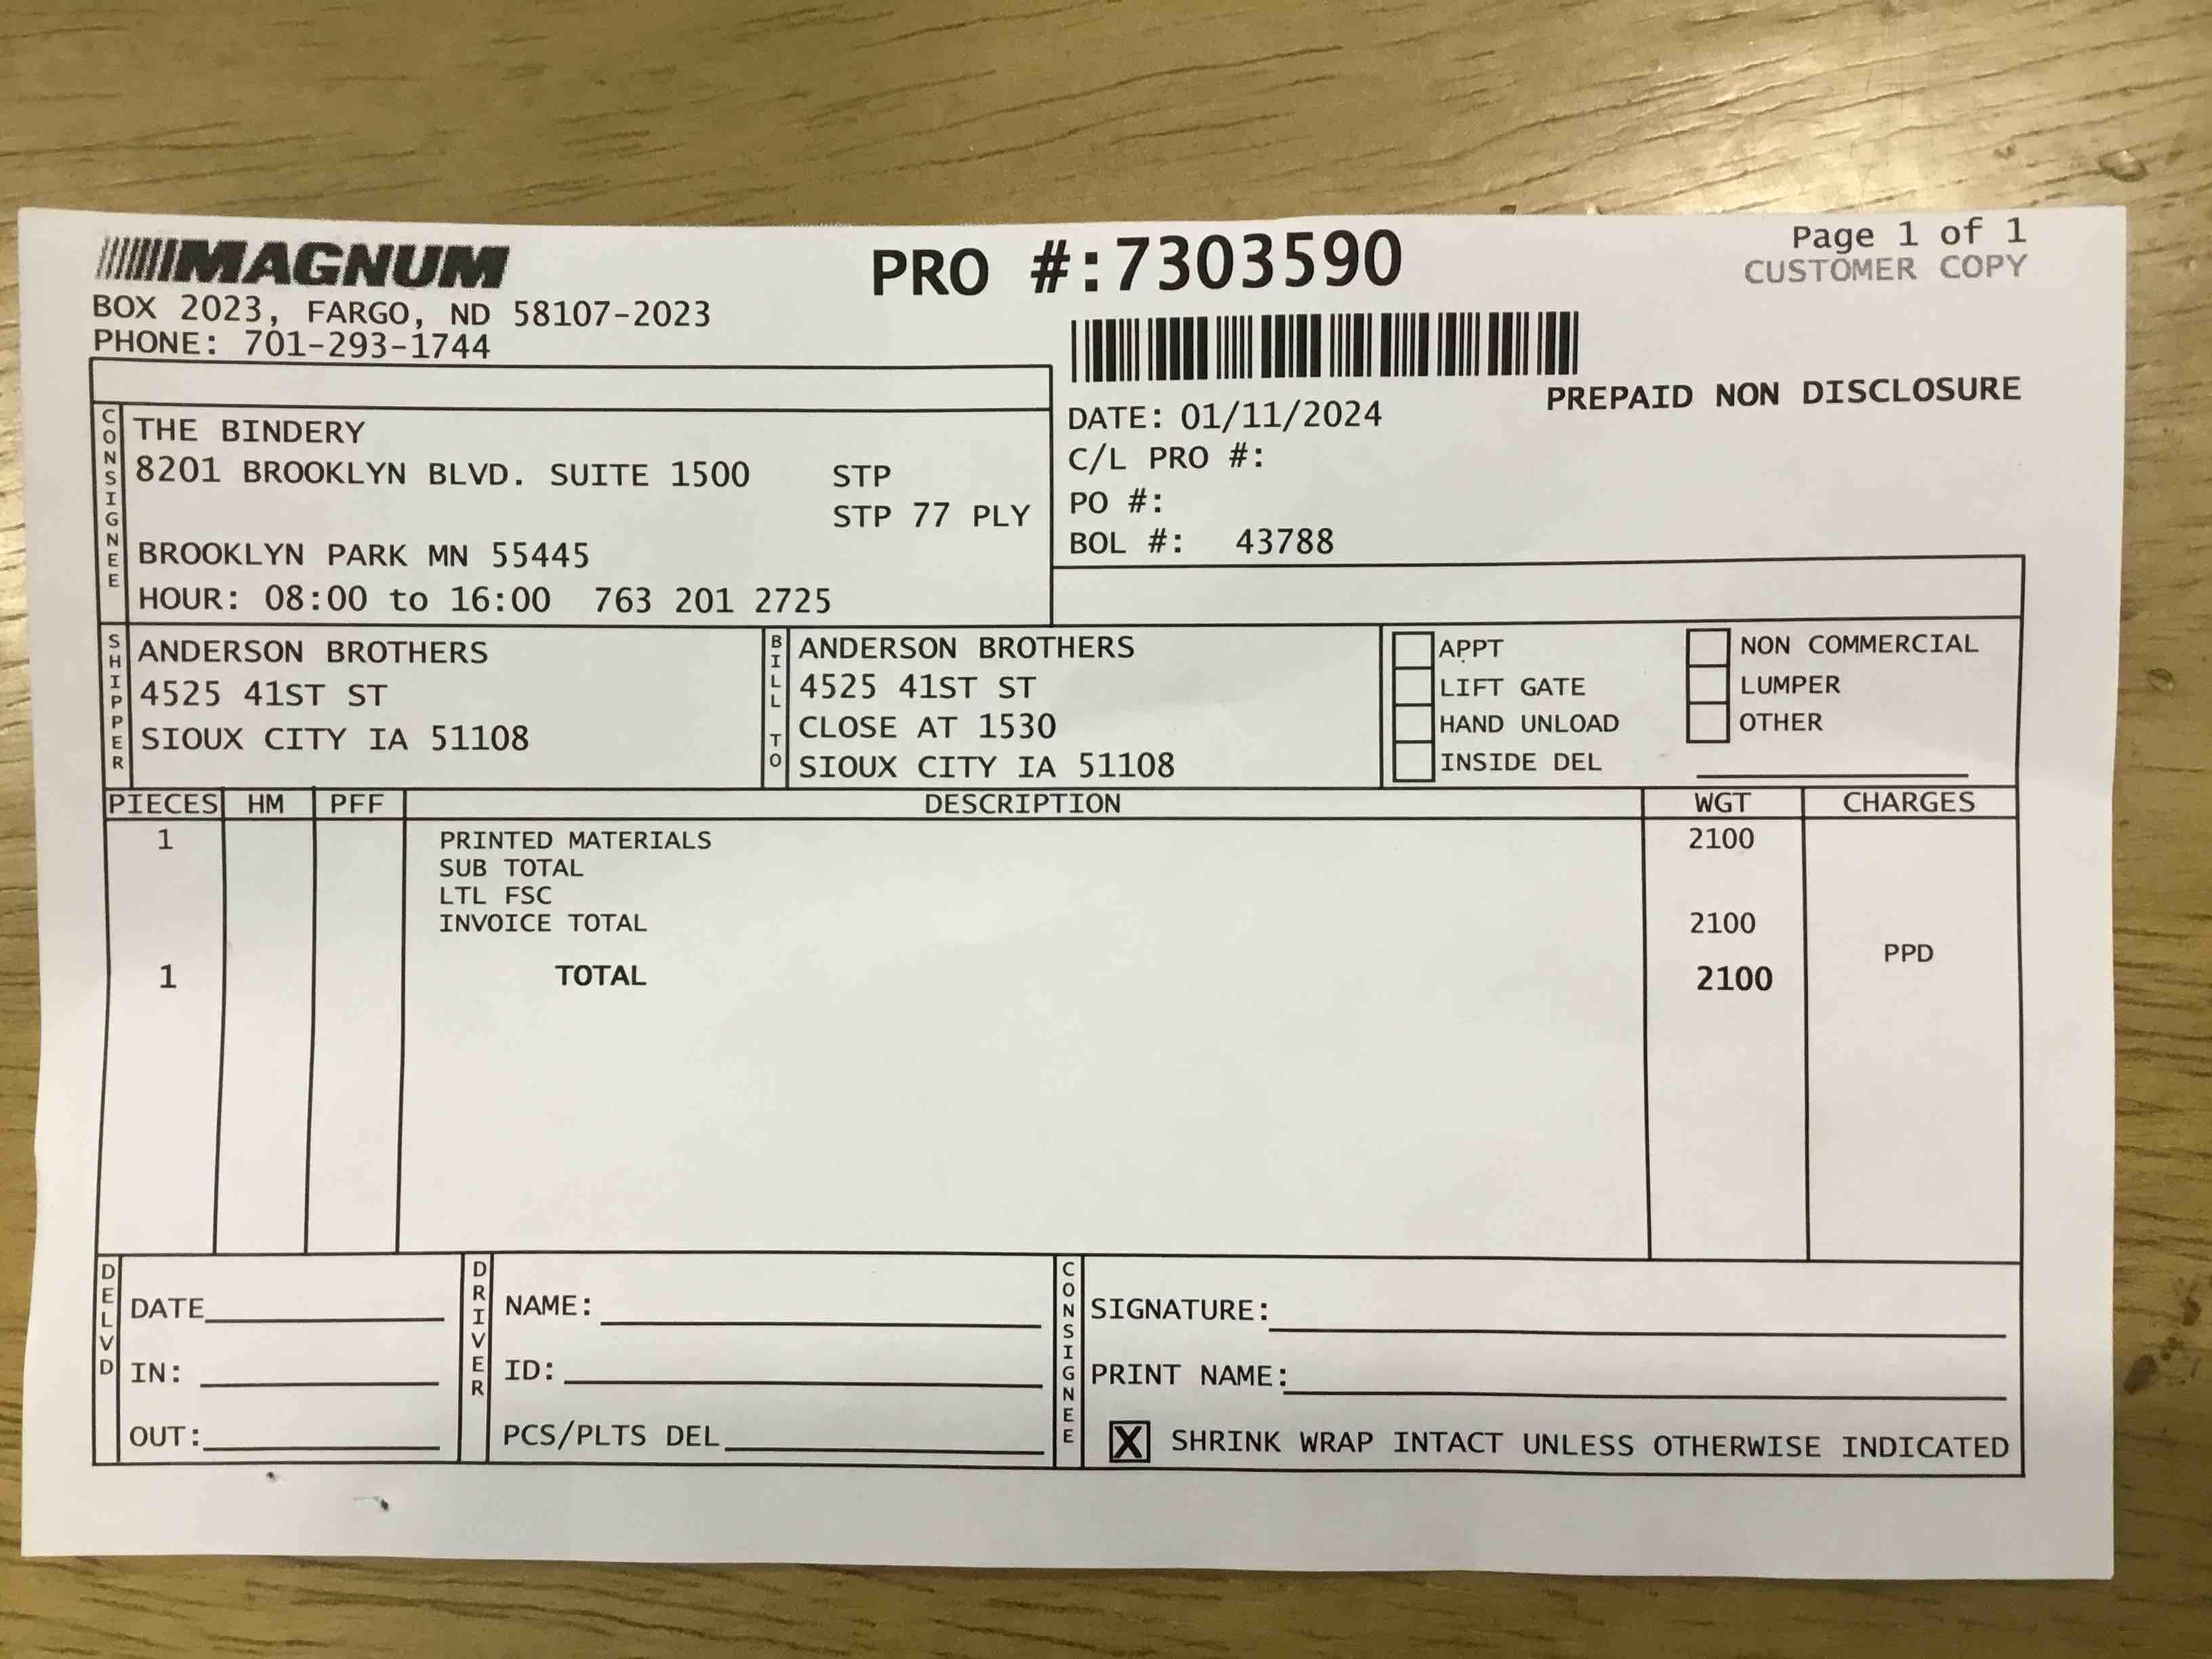 MAGNUM
BOX 2023, FARGO, ND 58107-2023
PHONE: 701-293-1744
PRO #:7303590
Page 1 of 1
CUSTOMER COPY
PREPAID NON DISCLOSURE
CONSIGNEE
THE BINDERY
8201 BROOKLYN BLVD. SUITE 1500 STP
STP 77 PLY
BROOKLYN PARK MN 55445
HOUR: 08:00 to 16:00 763 201 2725
DATE: 01/11/2024
C/L PRO #:
PO #:
BOL #: 43788
SHIPPER
ANDERSON BROTHERS
4525 41ST ST
SIOUX CITY IA 51108
BILL TO
ANDERSON BROTHERS
4525 41ST ST
CLOSE AT 1530
SIOUX CITY IA 51108
APPT
LIFT GATE
HAND UNLOAD
INSIDE DEL
NON COMMERCIAL
LUMPER
OTHER
PIECES HM PFF DESCRIPTION WGT CHARGES
1 PRINTED MATERIALS 2100
SUB TOTAL
LTL FSC
INVOICE TOTAL 2100
PPD
1 TOTAL 2100
DELVD
DATE
IN:
OUT:
DRIVER
NAME:
ID:
PCS/PLTS DEL
CONSIGNEE
SIGNATURE:
PRINT NAME:
X SHRINK WRAP INTACT UNLESS OTHERWISE INDICATED